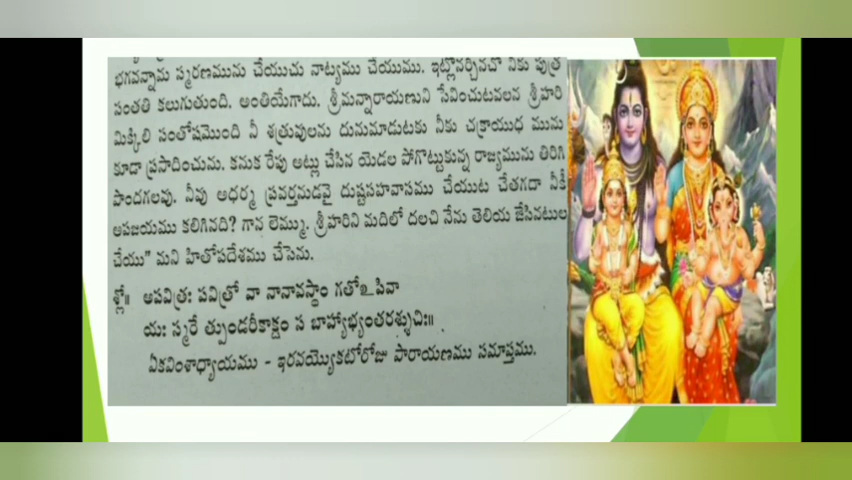 భగవన్నామ స్మరణమును చేయుచు నాట్యము చేయుము. ఇట్లొనర్చినచో నీకు పుత్ర
సంతతి కలుగుతుంది. అంతియేగాదు. శ్రీమన్నారాయణుని సేవించుటవలన శ్రీహరి
మిక్కిలి సంతోషమొంది నీ శత్రువులను దునుమాడుటకు నీకు చక్రాయుధ మును
కూడా ప్రసాదించును. కనుక రేపు అట్లు చేసిన యెడల పోగొట్టుకున్న రాజ్యమును తిరిగి
పొందగలవు. నీవు అధర్మ ప్రవర్తనుడవై దుష్టసహవాసము చేయుట చేతగదా నీకీ
అపజయము కలిగినది? గాన లెమ్ము. శ్రీహరిని మదిలో దలచి నేను తెలియ జేసినటుల
చేయు" మని హితోపదేశము చేసెను.
శ్లో॥ అపవిత్రః పవిత్రో వా నానావస్థాం గతోఽపివా
యః స్మరే త్పుండరీకాక్షం స బాహ్యాభ్యంతరశ్శుచిః॥
ఏకవింశాధ్యాయము - ఇరవయ్యొకటోరోజు పారాయణము సమాప్తము.